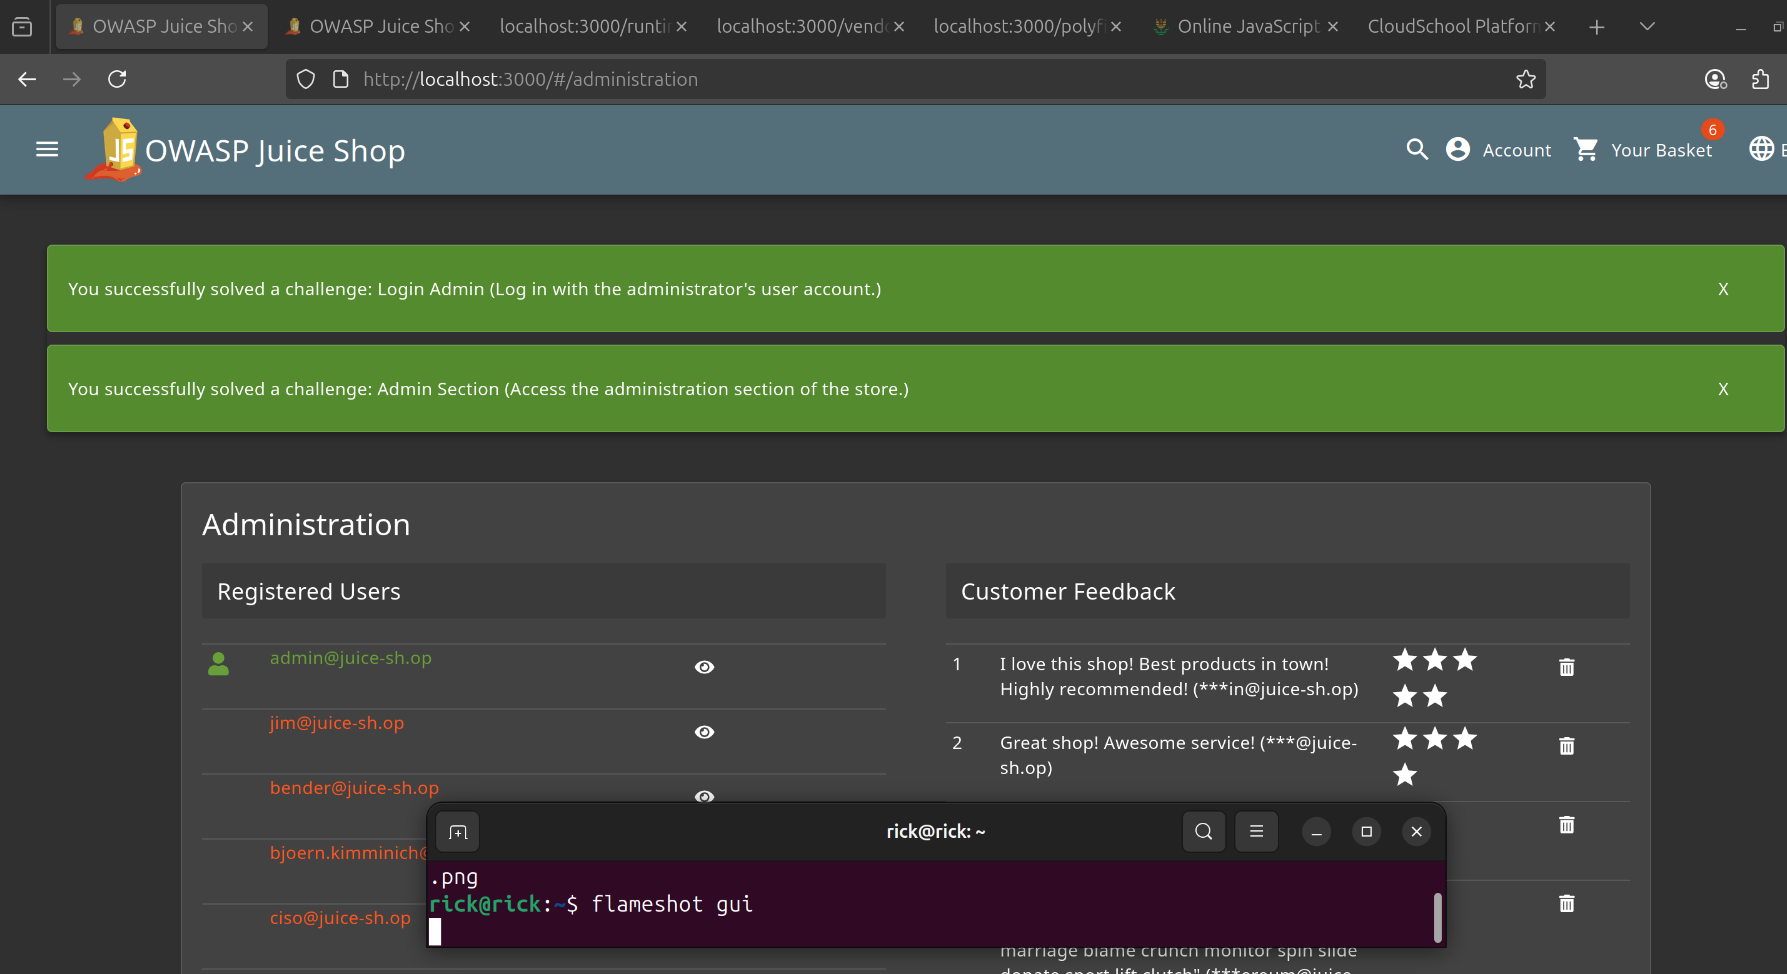 OWASP Juice Sho
OWASP Juice Sho
localhost:3000/runti
localhost:3000/vend
localhost:3000/polyf
Online JavaScript
CloudSchool Platforn
http://localhost:3000/#/administration
OWASP Juice Shop
Account
Your Basket
6
E
You successfully solved a challenge: Login Admin (Log in with the administrator's user account.)
X
You successfully solved a challenge: Admin Section (Access the administration section of the store.)
X
Administration
Registered Users
admin@juice-sh.op
jim@juice-sh.op
bender@juice-sh.op
bjoern.kimminich@
ciso@juice-sh.op
Customer Feedback
1
I love this shop! Best products in town!
Highly recommended! (***in@juice-sh.op)
2
Great shop! Awesome service! (***@juice-
sh.op)
rick@rick: ~
.png
rick@rick:~$ flameshot gui
marriage blame crunch monitor spin slide
donate sport lift clutch" (***ereum@juice-